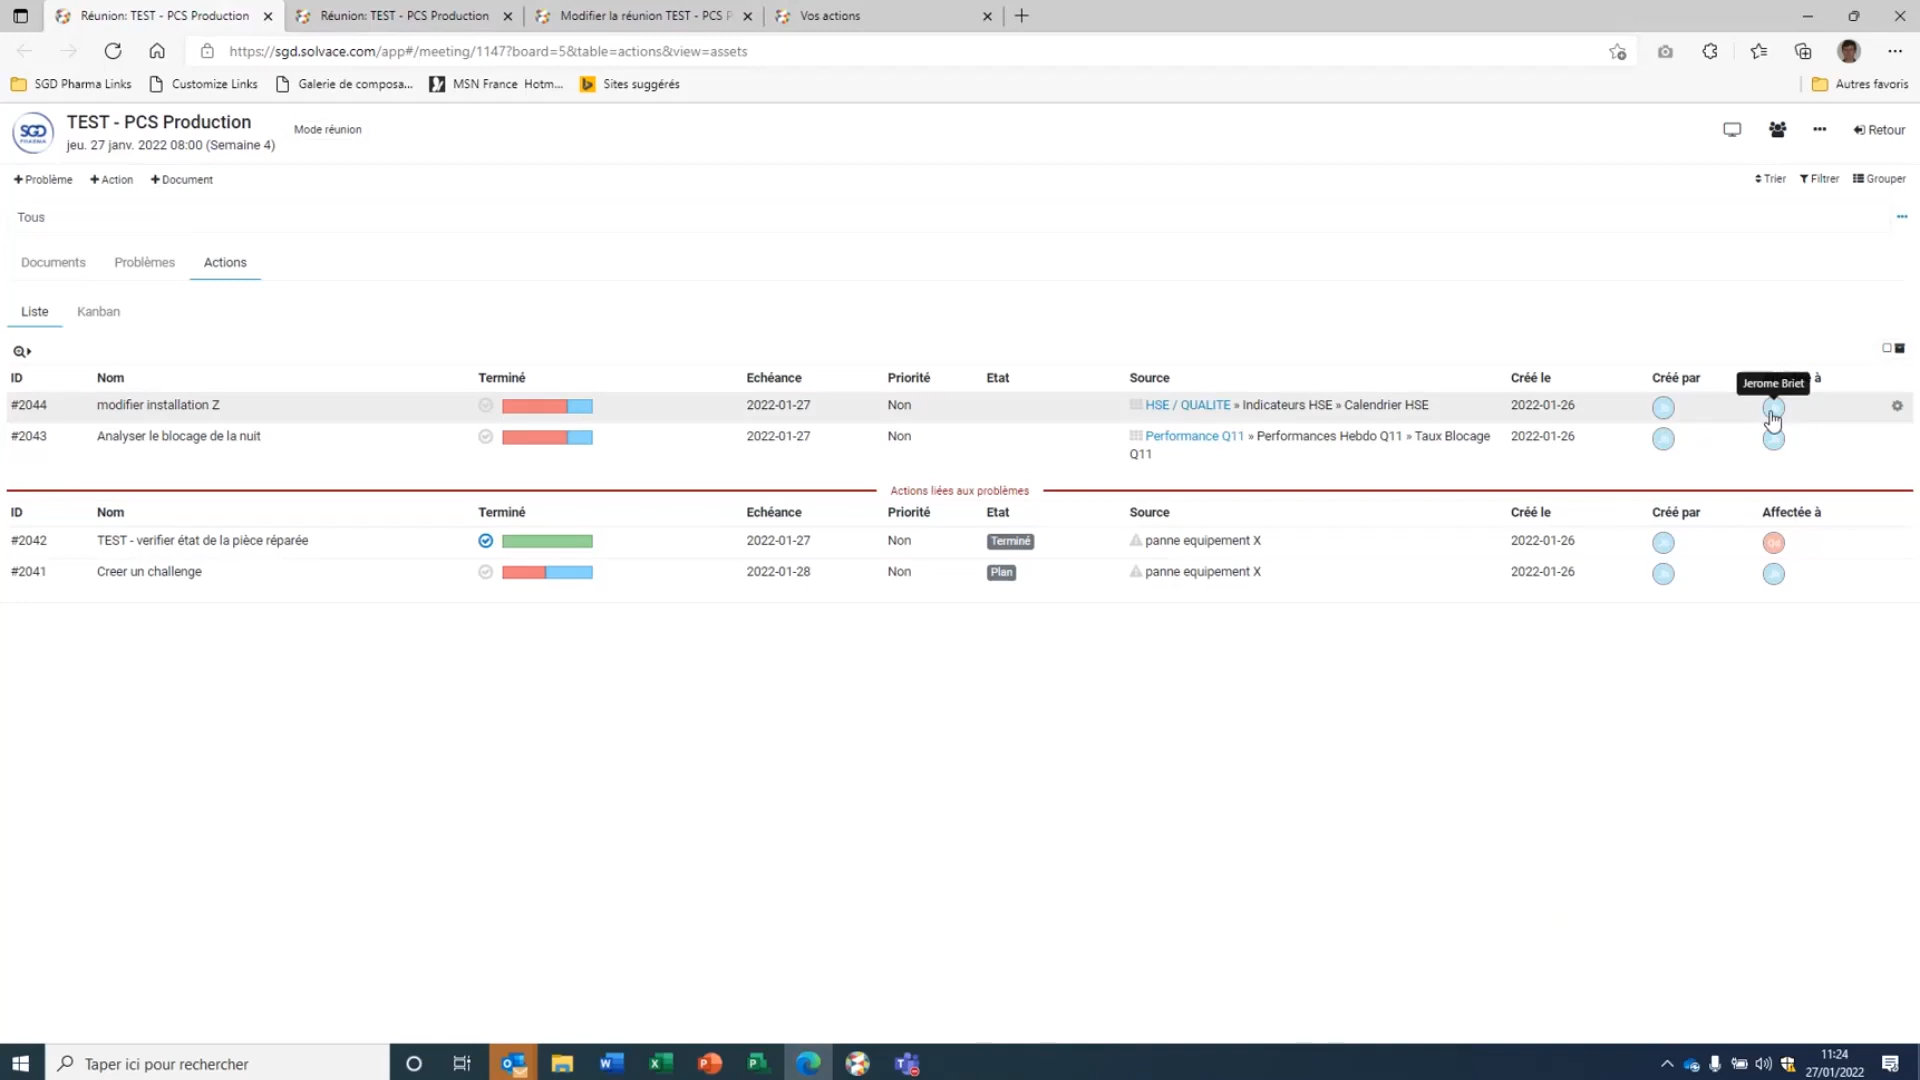 Réunion: TEST - PCS Production
Réunion: TEST - PCS Production
Modifier la réunion TEST - PCS P
Vos actions
https://sgd.solvace.com/app#/meeting/1147?board=5&table=actions&view=assets
SGD Pharma Links
Customize Links
Galerie de composa...
MSN France Hotm...
Sites suggérés
Autres favoris
SGD
PHARMA
TEST - PCS Production
jeu. 27 janv. 2022 08:00 (Semaine 4)
Mode réunion
Retour
+ Problème + Action + Document
Trier Filtrer Grouper
Tous
Documents Problèmes Actions
Liste Kanban
ID Nom Terminé Echéance Priorité Etat Source Créé le Créé par à
Jerome Briet
#2044 modifier installation Z 2022-01-27 Non HSE / QUALITE » Indicateurs HSE » Calendrier HSE 2022-01-26
#2043 Analyser le blocage de la nuit 2022-01-27 Non Performance Q11 » Performances Hebdo Q11 » Taux Blocage 2022-01-26
Q11
Actions liées aux problèmes
ID Nom Terminé Echéance Priorité Etat Source Créé le Créé par Affectée à
#2042 TEST - verifier état de la pièce réparée 2022-01-27 Non Terminé panne equipement X 2022-01-26
#2041 Creer un challenge 2022-01-28 Non Plan panne equipement X 2022-01-26
Taper ici pour rechercher
11:24
27/01/2022